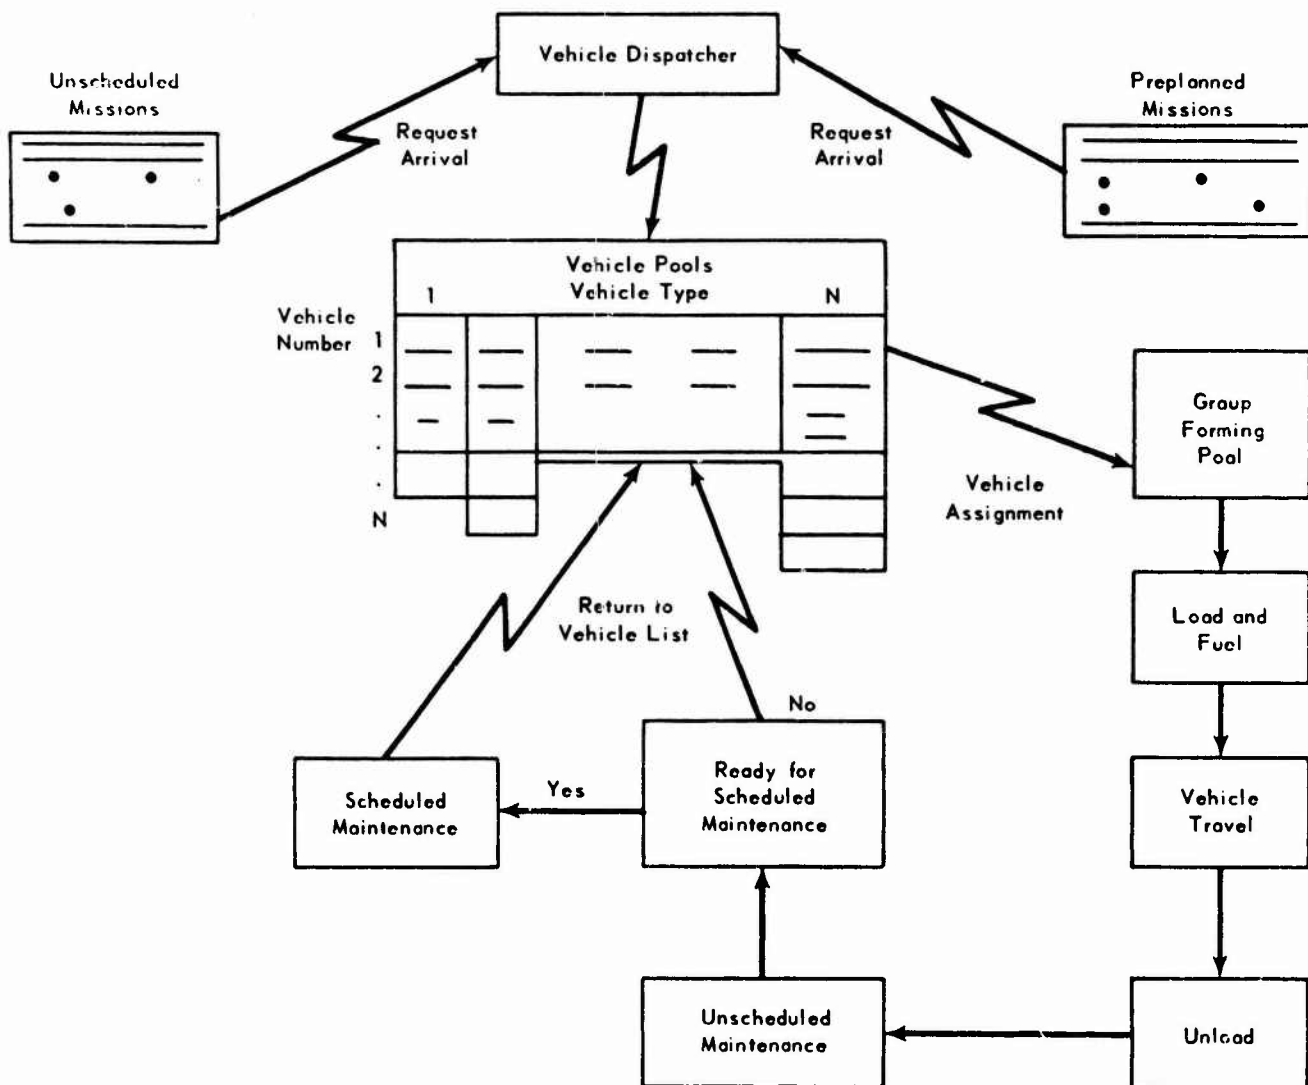 Vehicle Dispatcher
Unscheduled
Missions
Preplanned
Missions
Request
Arrival
Request
Arrival
Vehicle Pools
1 Vehicle Type N
Vehicle
Number
1
2
.
.
.
N
Group
Forming
Pool
Vehicle
Assignment
Return to
Vehicle List
Load and
Fuel
No
Yes
Scheduled
Maintenance
Ready for
Scheduled
Maintenance
Vehicle
Travel
Unscheduled
Maintenance
Unload